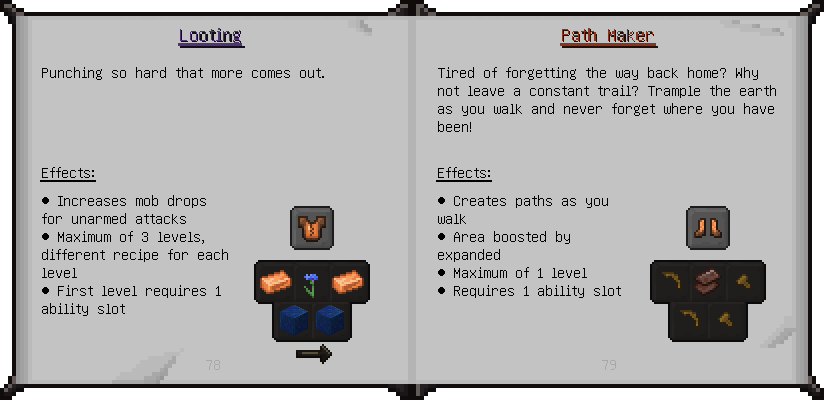 Looting
Punching so hard that more comes out.
Effects:
● Increases mob drops
for unarmed attacks
● Maximum of 3 levels,
different recipe for each
level
● First level requires 1
ability slot
78
Path Maker
Tired of forgetting the way back home? Why
not leave a constant trail? Trample the earth
as you walk and never forget where you have
been!
Effects:
● Creates paths as you
walk
● Area boosted by
expanded
● Maximum of 1 level
● Requires 1 ability slot
79